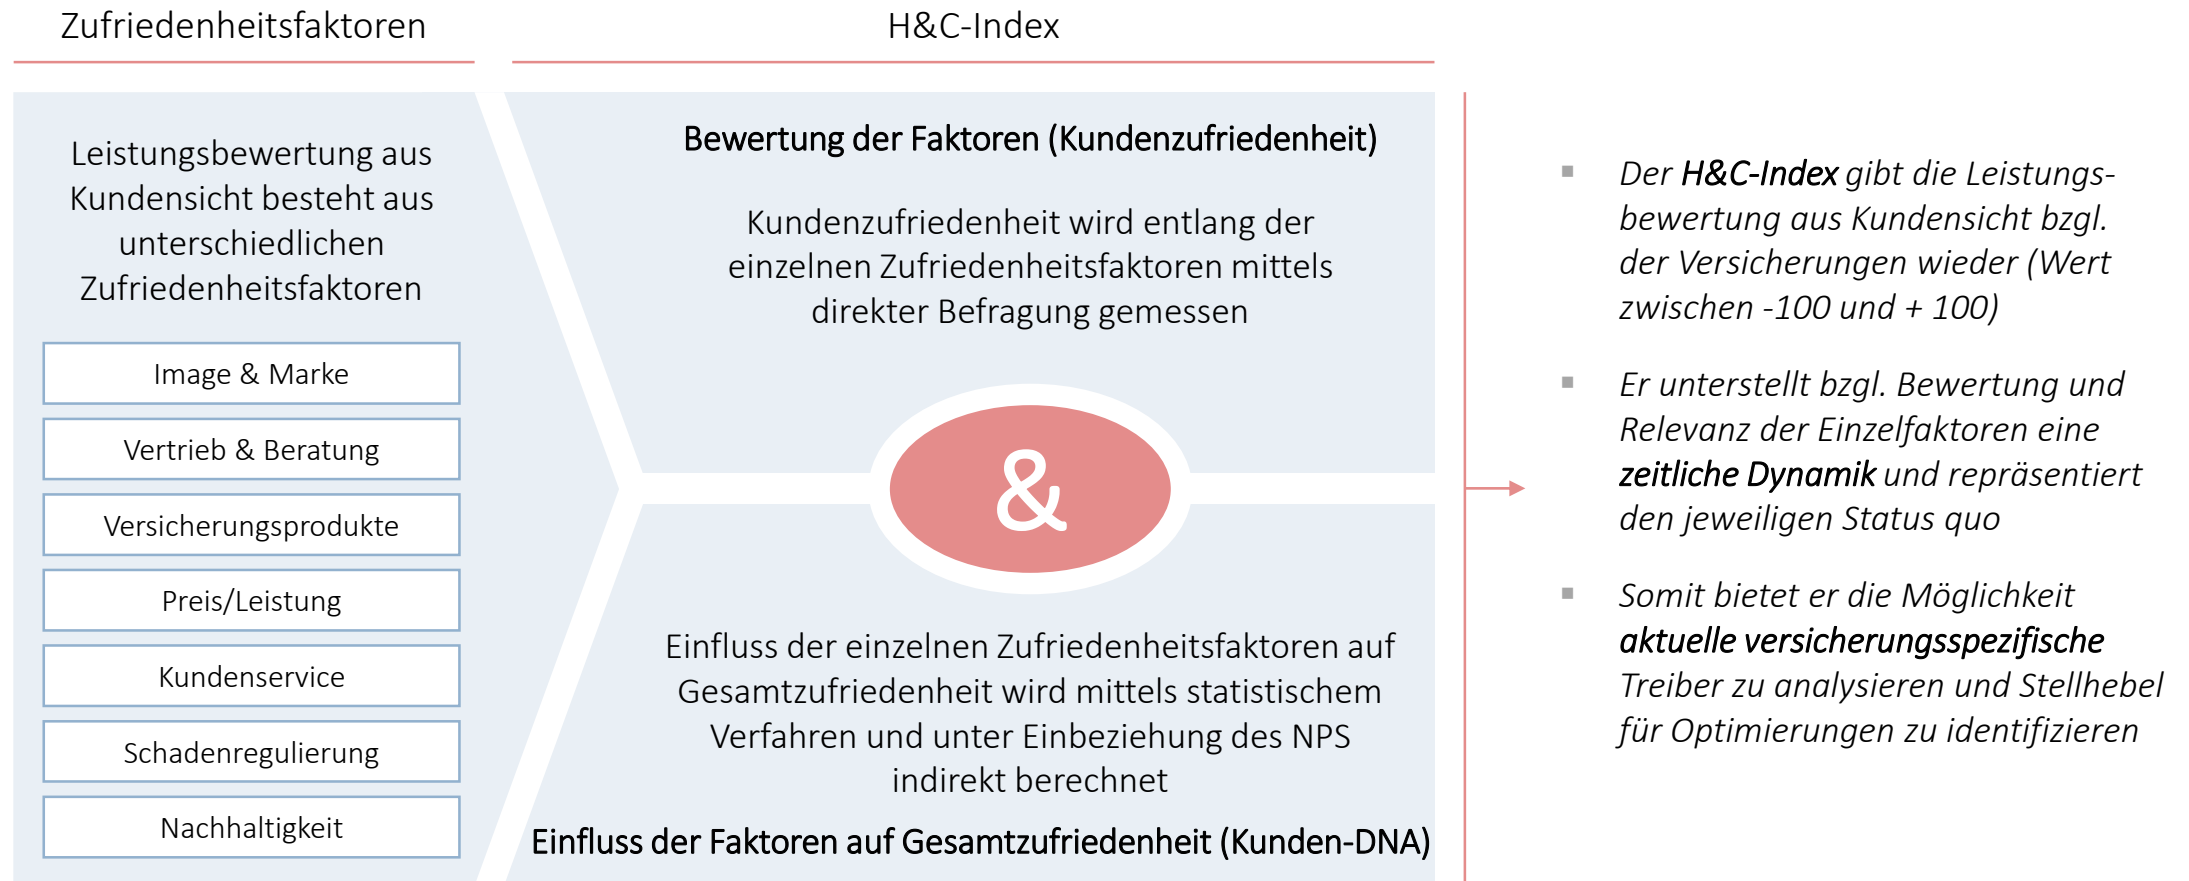 Zufriedenheitsfaktoren
H&C-Index
Leistungsbewertung aus
Kundensicht besteht aus
unterschiedlichen
Zufriedenheitsfaktoren
Image & Marke
Vertrieb & Beratung
Versicherungsprodukte
Preis/Leistung
Kundenservice
Schadenregulierung
Nachhaltigkeit
Bewertung der Faktoren (Kundenzufriedenheit)
Kundenzufriedenheit wird entlang der
einzelnen Zufriedenheitsfaktoren mittels
direkter Befragung gemessen
&
Einfluss der einzelnen Zufriedenheitsfaktoren auf
Gesamtzufriedenheit wird mittels statistischem
Verfahren und unter Einbeziehung des NPS
indirekt berechnet
Einfluss der Faktoren auf Gesamtzufriedenheit (Kunden-DNA)
Der H&C-Index gibt die Leistungs-
bewertung aus Kundensicht bzgl.
der Versicherungen wieder (Wert
zwischen -100 und + 100)
Er unterstellt bzgl. Bewertung und
Relevanz der Einzelfaktoren eine
zeitliche Dynamik und repräsentiert
den jeweiligen Status quo
Somit bietet er die Möglichkeit
aktuelle versicherungsspezifische
Treiber zu analysieren und Stellhebel
für Optimierungen zu identifizieren